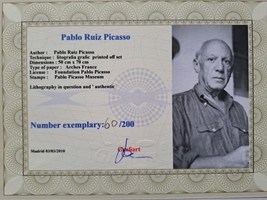 Pablo Ruiz Picasso
Author : Pablo Ruiz Picasso
Technique : litografia grafic printed off set
Dimensions : 50 cm x 70 cm
Type of paper : Arches France
License : Foundation Pablo Picasso
Stamps : Pablo Picasso Museum
Lithography in question and ' authentic
Number exemplary: 60/200
Madrid 02/03/2010